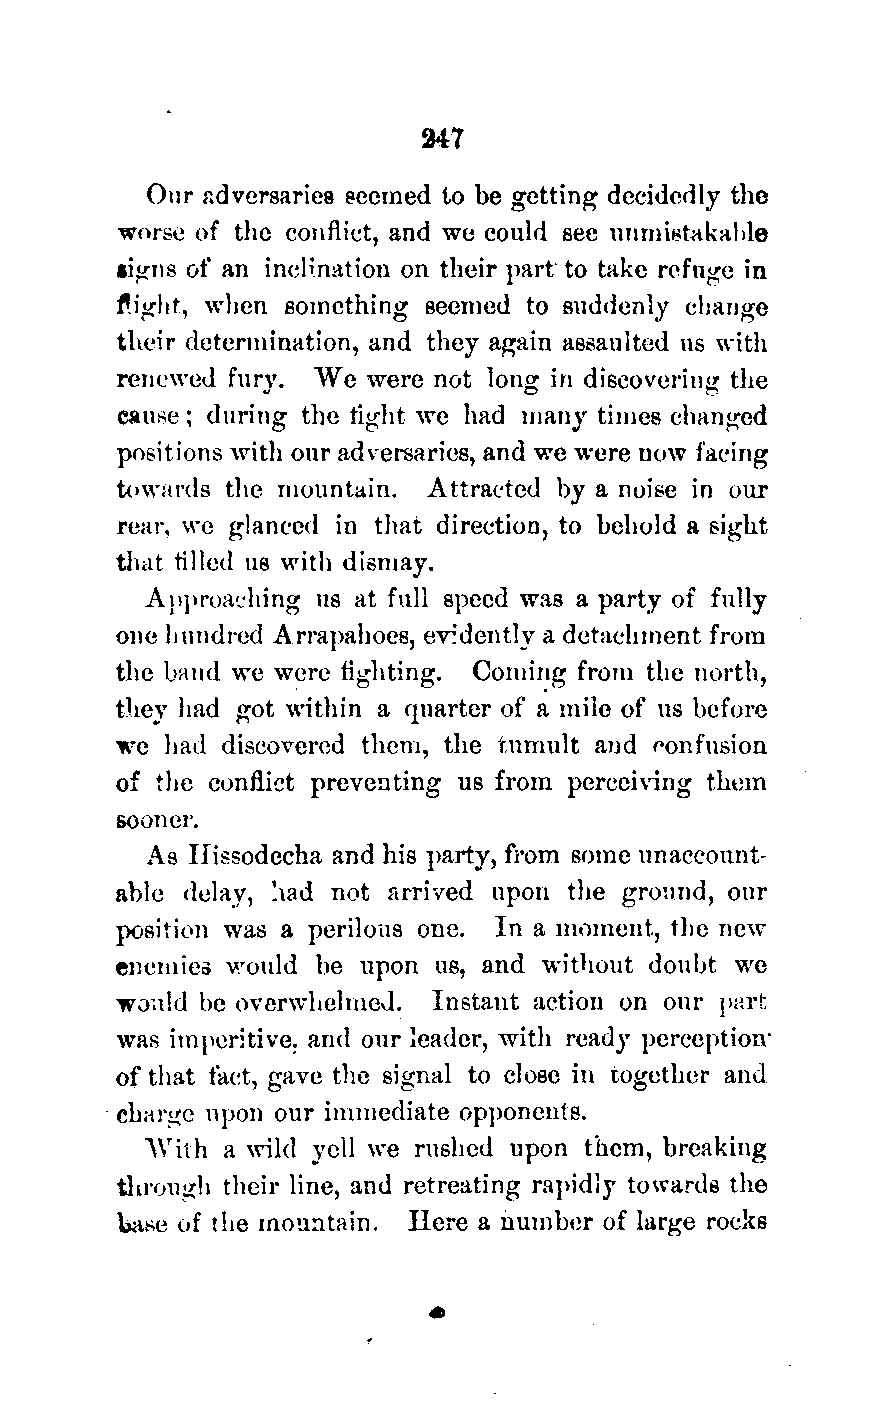 247
Our adversaries seemed to be getting decidedly the
worse of the conflict, and we could see unmistakable
signs of an inclination on their part to take refuge in
flight, when something seemed to suddenly change
their determination, and they again assaulted us with
renewed fury. We were not long in discovering the
cause; during the fight we had many times changed
positions with our adversaries, and we were now facing
towards the mountain. Attracted by a noise in our
rear, we glanced in that direction, to behold a sight
that filled us with dismay.
Approaching us at full speed was a party of fully
one hundred Arrapahoes, evidently a detachment from
the band we were fighting. Coming from the north,
they had got within a quarter of a mile of us before
we had discovered them, the tumult and confusion
of the conflict preventing us from perceiving them
sooner.
As Hissodecha and his party, from some unaccount-
able delay, had not arrived upon the ground, our
position was a perilous one. In a moment, the new
enemies would be upon us, and without doubt we
would be overwhelmed. Instant action on our part
was imperitive, and our leader, with ready perception
of that fact, gave the signal to close in together and
charge upon our immediate opponents.
With a wild yell we rushed upon them, breaking
through their line, and retreating rapidly towards the
base of the mountain. Here a number of large rocks